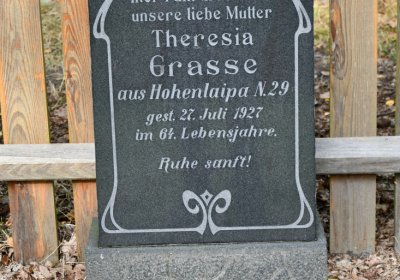 unsere liebe Mutter
Theresia
Grasse
aus Hohenlaipa N.29
gest. 27. Juli 1927
im 64. Lebensjahre.
Ruhe sanft!